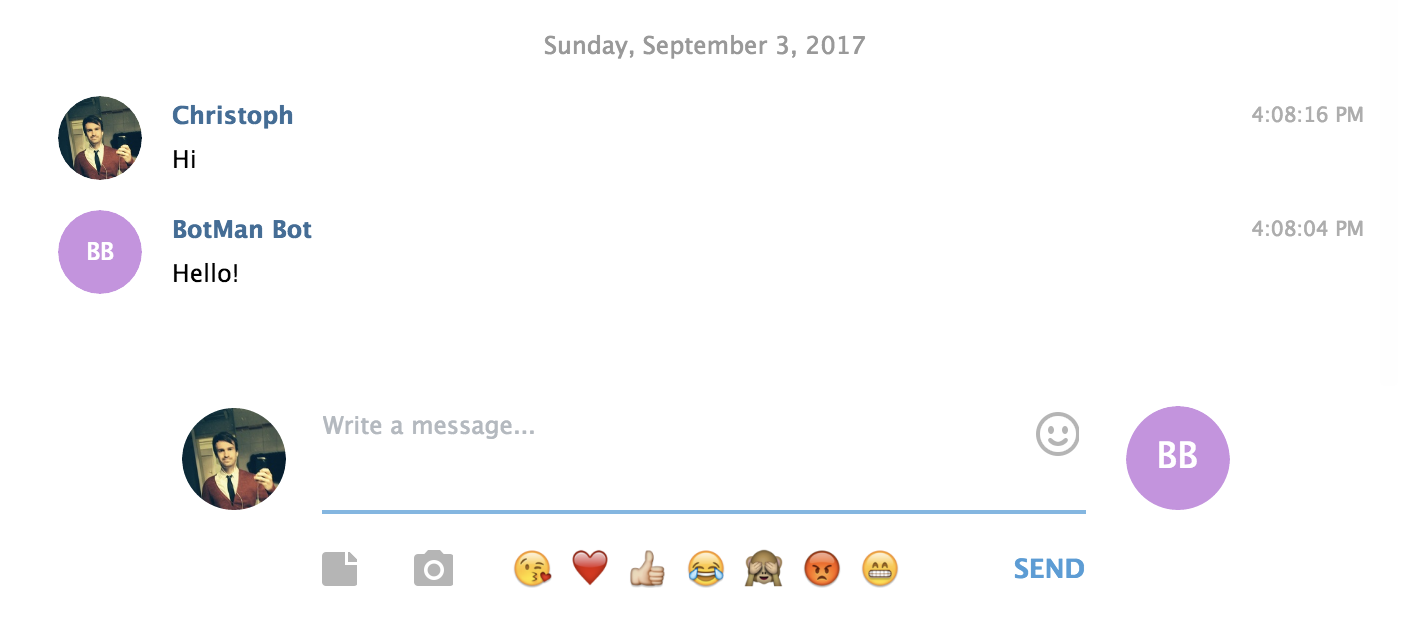 Sunday, September 3, 2017
Christoph 4:08:16 PM
Hi
BB BotMan Bot 4:08:04 PM
Hello!
Write a message...
BB
SEND